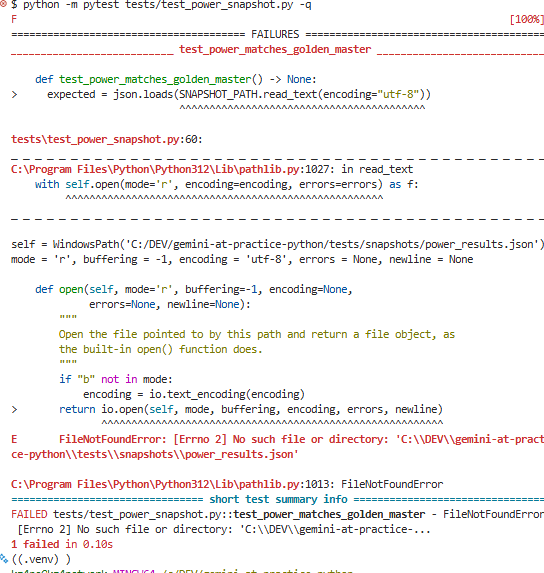 $ python -m pytest tests/test_power_snapshot.py -q
F [100%]
======================================== FAILURES ========================================
____________________________ test_power_matches_golden_master ____________________________
def test_power_matches_golden_master() -> None:
> expected = json.loads(SNAPSHOT_PATH.read_text(encoding="utf-8"))
^^^^^^^^^^^^^^^^^^^^^^^^^^^^^^^^^^^^^^^^^
tests\test_power_snapshot.py:60:
_ _ _ _ _ _ _ _ _ _ _ _ _ _ _ _ _ _ _ _ _ _ _ _ _ _ _ _ _ _ _ _ _ _ _ _ _ _ _ _
C:\Program Files\Python\Python312\Lib\pathlib.py:1027: in read_text
with self.open(mode='r', encoding=encoding, errors=errors) as f:
^^^^^^^^^^^^^^^^^^^^^^^^^^^^^^^^^^^^^^^^^^^^^^^^^^^^^
_ _ _ _ _ _ _ _ _ _ _ _ _ _ _ _ _ _ _ _ _ _ _ _ _ _ _ _ _ _ _ _ _ _ _ _ _ _ _ _
self = WindowsPath('C:/DEV/gemini-at-practice-python/tests/snapshots/power_results.json')
mode = 'r', buffering = -1, encoding = 'utf-8', errors = None, newline = None
def open(self, mode='r', buffering=-1, encoding=None,
errors=None, newline=None):
"""
Open the file pointed to by this path and return a file object, as
the built-in open() function does.
"""
if "b" not in mode:
encoding = io.text_encoding(encoding)
> return io.open(self, mode, buffering, encoding, errors, newline)
^^^^^^^^^^^^^^^^^^^^^^^^^^^^^^^^^^^^^^^^^^^^^^^^^^^^^^^^^
E FileNotFoundError: [Errno 2] No such file or directory: 'C:\\DEV\\gemini-at-practi
ce-python\\tests\\snapshots\\power_results.json'
C:\Program Files\Python\Python312\Lib\pathlib.py:1013: FileNotFoundError
================================ short test summary info ================================
FAILED tests/test_power_snapshot.py::test_power_matches_golden_master - FileNotFoundError
[Errno 2] No such file or directory: 'C:\\DEV\\gemini-at-practice-...
1 failed in 0.10s
((.venv) )